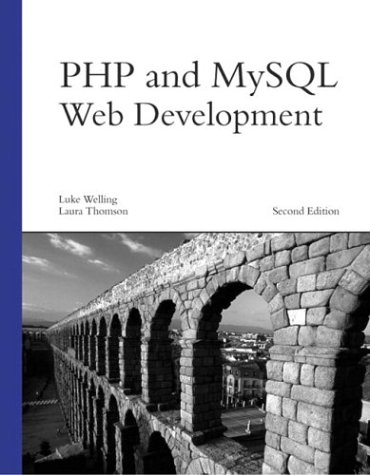 PHP and MySQL
Web Development
Luke Welling
Laura Thomson
Second Edition